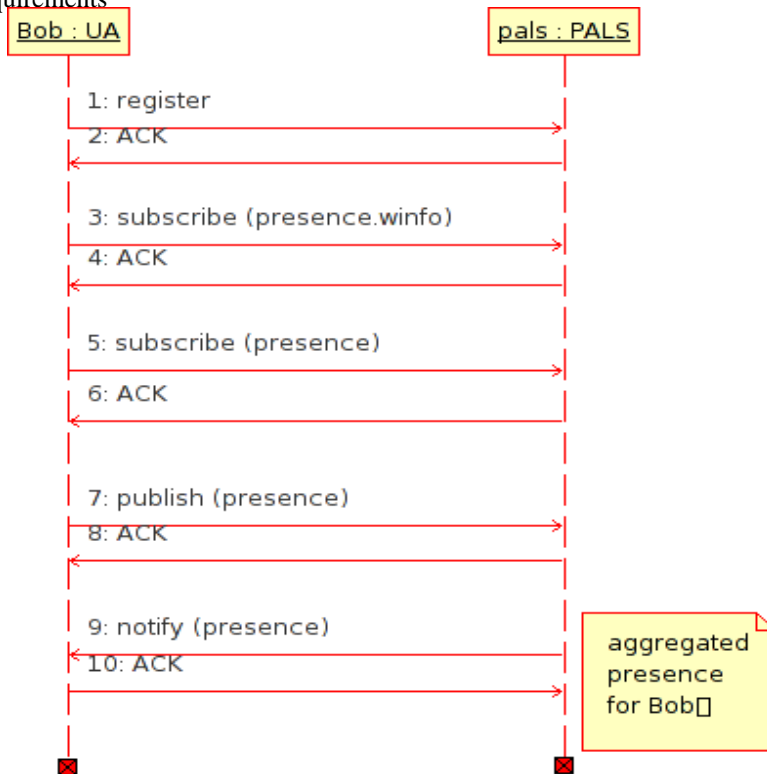 quirements
Bob : UA
pals : PALS
1: register
2: ACK
3: subscribe (presence.winfo)
4: ACK
5: subscribe (presence)
6: ACK
7: publish (presence)
8: ACK
9: notify (presence)
10: ACK
aggregated
presence
for Bob▯